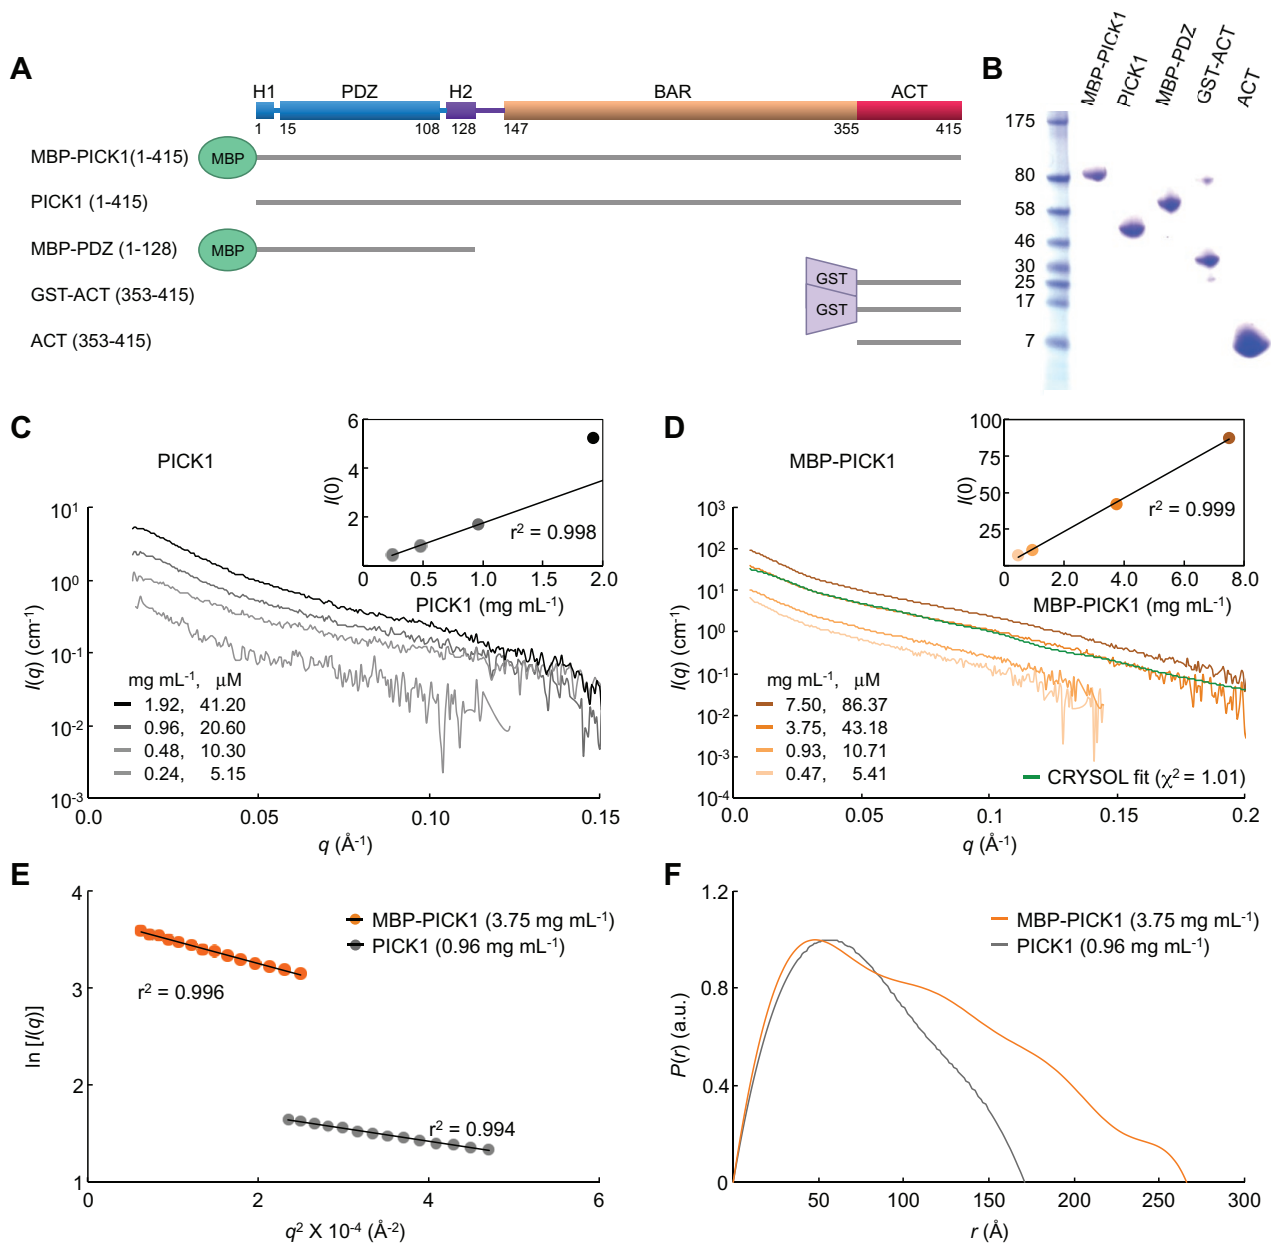 A
H1 PDZ H2 BAR ACT
1 15 108 128 147 355 415
MBP-PICK1(1-415) MBP
PICK1 (1-415)
MBP-PDZ (1-128) MBP
GST-ACT (353-415) GST
GST
ACT (353-415)
B
MBP-PICK1
PICK1
MBP-PDZ
GST-ACT
ACT
175
80
58
46
30
25
17
7
C
PICK1
I(q) (cm⁻¹)
10¹
10⁰
10⁻¹
10⁻²
10⁻³
0 0.05 0.10 0.15
q (Å⁻¹)
mg mL⁻¹, μM
1.92, 41.20
0.96, 20.60
0.48, 10.30
0.24, 5.15
I(0)
6
4
2
r² = 0.998
0 0.5 1.0 1.5 2.0
PICK1 (mg mL⁻¹)
D
MBP-PICK1
I(q) (cm⁻¹)
10³
10²
10¹
10⁰
10⁻¹
10⁻²
10⁻³
10⁻⁴
0.0 0.05 0.1 0.15 0.2
q (Å⁻¹)
mg mL⁻¹, μM
7.50, 86.37
3.75, 43.18
0.93, 10.71
0.47, 5.41
CRYSOL fit (χ² = 1.01)
I(0)
100
75
50
25
r² = 0.999
0 2.0 4.0 6.0 8.0
MBP-PICK1 (mg mL⁻¹)
E
ln [I(q)]
4
3
2
1
MBP-PICK1 (3.75 mg mL⁻¹)
PICK1 (0.96 mg mL⁻¹)
r² = 0.996
r² = 0.994
0 2 4 6
q² X 10⁻⁴ (Å⁻²)
F
P(r) (a.u.)
1.2
0.8
0.4
0
MBP-PICK1 (3.75 mg mL⁻¹)
PICK1 (0.96 mg mL⁻¹)
50 100 150 200 250 300
r (Å)